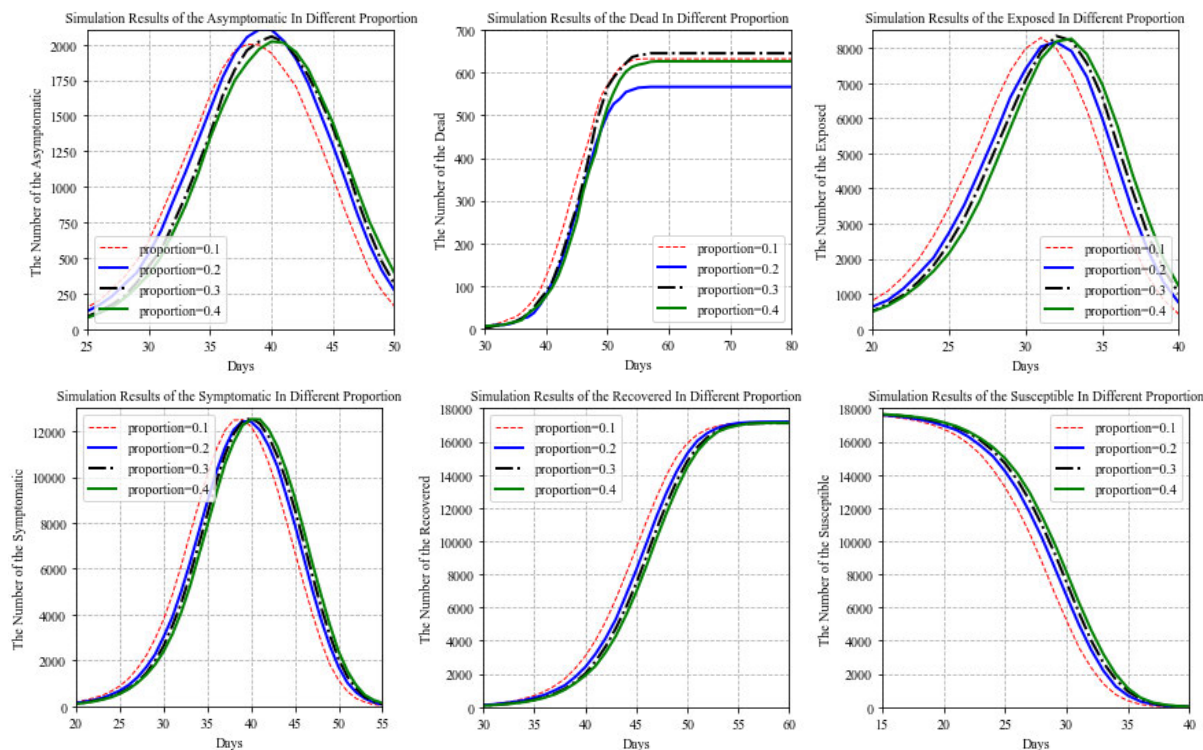 Simulation Results of the Asymptomatic In Different Proportion
The Number of the Asymptomatic
2000
1750
1500
1250
1000
750
500
250
0
25
30
35
40
45
50
Days
proportion=0.1
proportion=0.2
proportion=0.3
proportion=0.4
Simulation Results of the Dead In Different Proportion
The Number of the Dead
700
600
500
400
300
200
100
0
30
40
50
60
70
80
Days
proportion=0.1
proportion=0.2
proportion=0.3
proportion=0.4
Simulation Results of the Exposed In Different Proportion
The Number of the Exposed
8000
7000
6000
5000
4000
3000
2000
1000
0
20
25
30
35
40
Days
proportion=0.1
proportion=0.2
proportion=0.3
proportion=0.4
Simulation Results of the Symptomatic In Different Proportion
The Number of the Symptomatic
12000
10000
8000
6000
4000
2000
0
20
25
30
35
40
45
50
55
Days
proportion=0.1
proportion=0.2
proportion=0.3
proportion=0.4
Simulation Results of the Recovered In Different Proportion
The Number of the Recovered
18000
16000
14000
12000
10000
8000
6000
4000
2000
0
30
35
40
45
50
55
60
Days
proportion=0.1
proportion=0.2
proportion=0.3
proportion=0.4
Simulation Results of the Susceptible In Different Proportion
The Number of the Susceptible
18000
16000
14000
12000
10000
8000
6000
4000
2000
0
15
20
25
30
35
40
Days
proportion=0.1
proportion=0.2
proportion=0.3
proportion=0.4